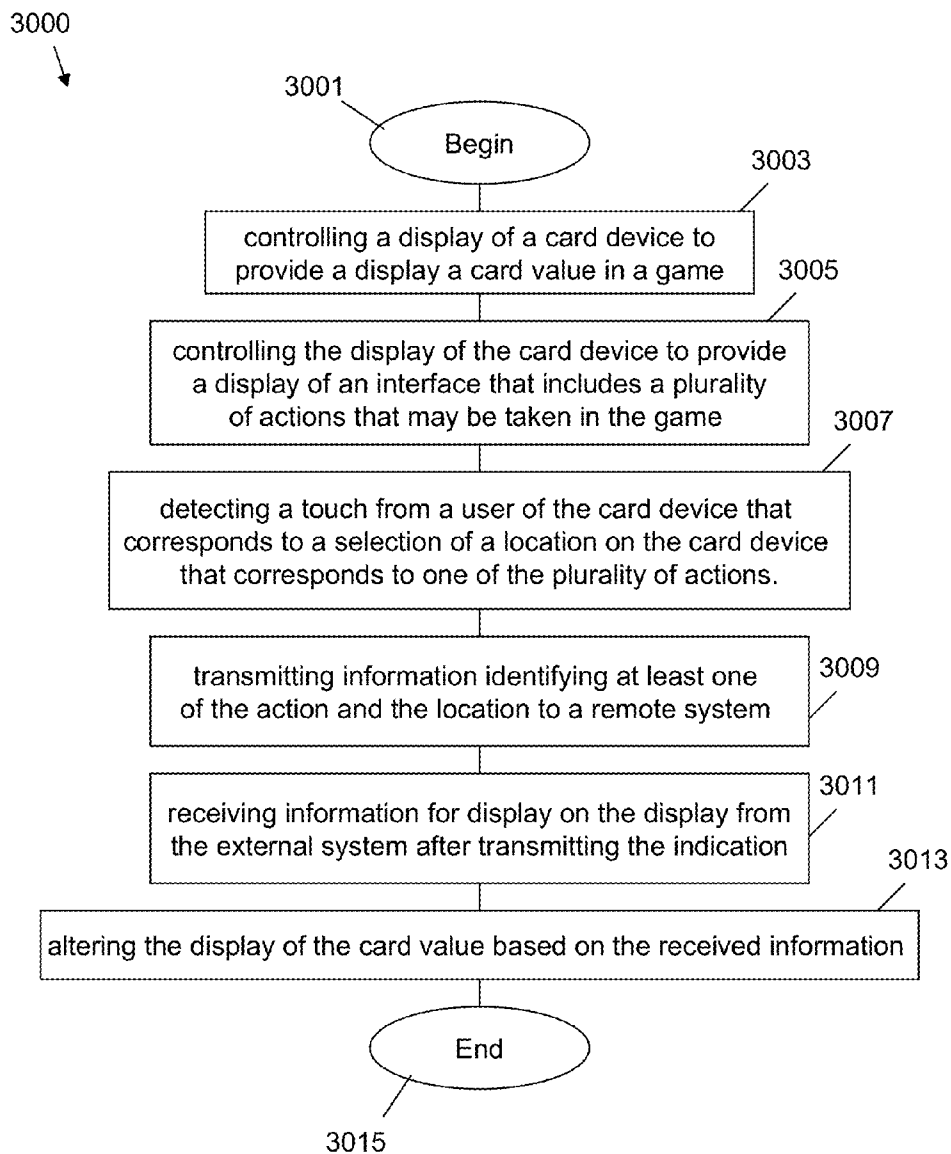 3000
3001
Begin
3003
controlling a display of a card device to
provide a display a card value in a game
3005
controlling the display of the card device to provide
a display of an interface that includes a plurality
of actions that may be taken in the game
3007
detecting a touch from a user of the card device that
corresponds to a selection of a location on the card device
that corresponds to one of the plurality of actions.
transmitting information identifying at least one
of the action and the location to a remote system
3009
receiving information for display on the display from
the external system after transmitting the indication
3011
3013
altering the display of the card value based on the received information
End
3015